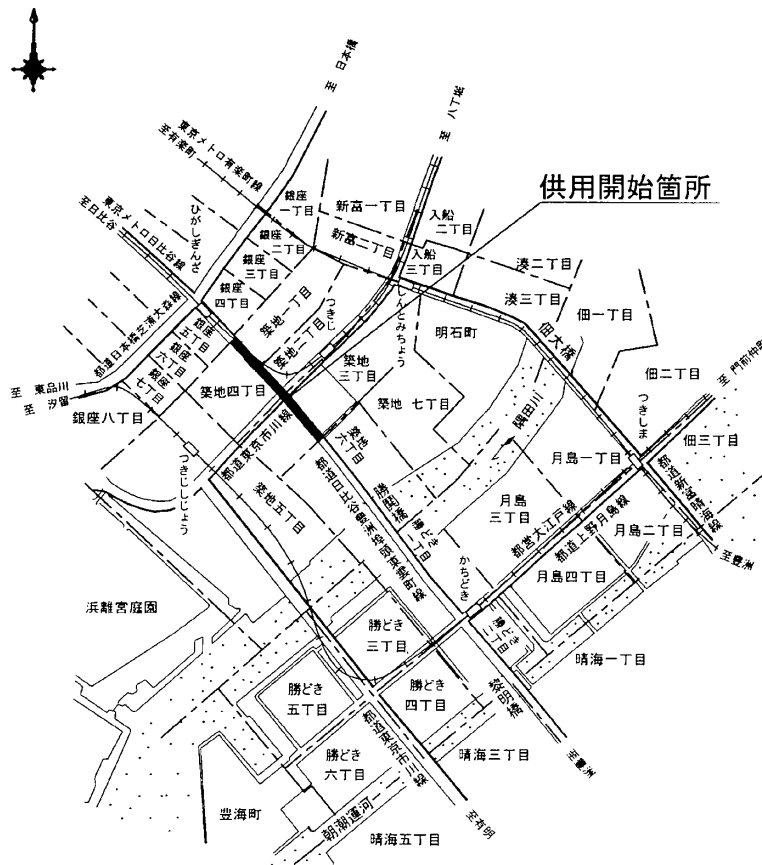 至 日本橋
至 八丁堀
東京メトロ有楽町線
至有楽町
供用開始箇所
東京メトロ日比谷線
至日比谷
ひがしぎんざ
銀座
一丁目
新富一丁目
入船
二丁目
銀座
二丁目
新富二丁目
入船
三丁目
湊二丁目
銀座
三丁目
湊三丁目
銀座
四丁目
築地一丁目
つきじ
しんとみちょう
佃一丁目
都道日本橋芝浦大森線
銀座
五丁目
築地二丁目
明石町
佃大橋
銀座
六丁目
築地
三丁目
佃二丁目
至 門前仲町
銀座
七丁目
築地四丁目
築地 七丁目
隅田川
つきしま
至 東品川
至 汐留
銀座八丁目
都道東京市川線
築地
六丁目
佃三丁目
つきじしじょう
月島一丁目
都道新富晴海線
築地五丁目
都道日比谷豊洲埠頭東雲町線
勝鬨橋
勝どき
一丁目
月島
三丁目
都営大江戸線
都道上野月島線
月島二丁目
至豊洲
かちどき
月島四丁目
浜離宮庭園
勝どき
三丁目
勝どき
二丁目
晴海一丁目
勝どき
五丁目
勝どき
四丁目
黎明橋
勝どき
六丁目
都道東京市川線
晴海三丁目
至豊洲
豊海町
朝潮運河
至有明
晴海五丁目